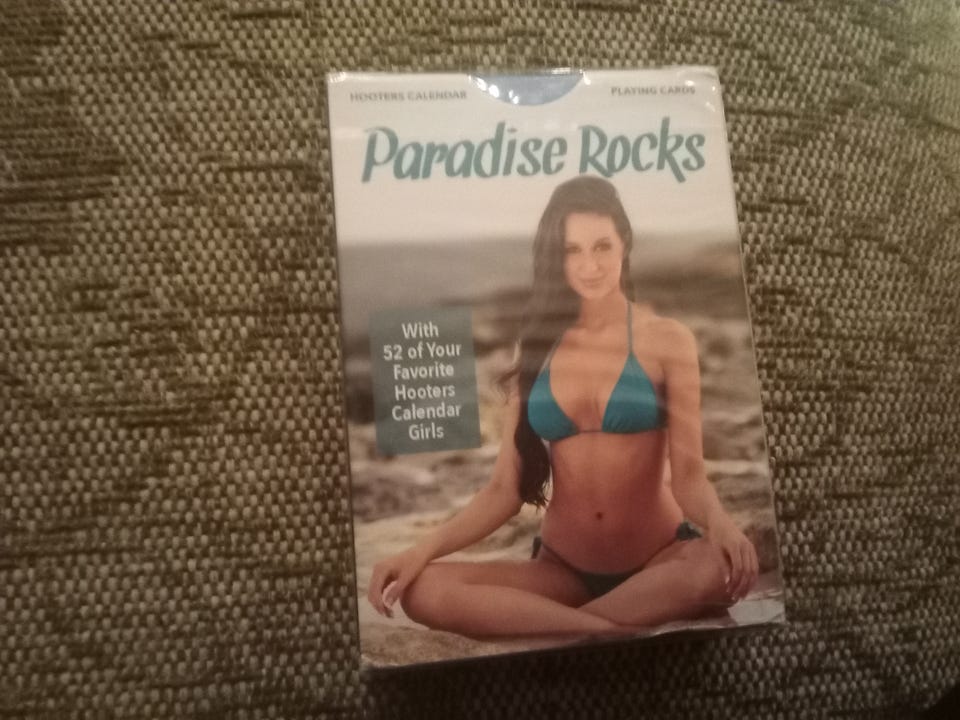 HOOTERS CALENDAR
PLAYING CARDS
Paradise Rocks
With
52 of Your
Favorite
Hooters
Calendar
Girls